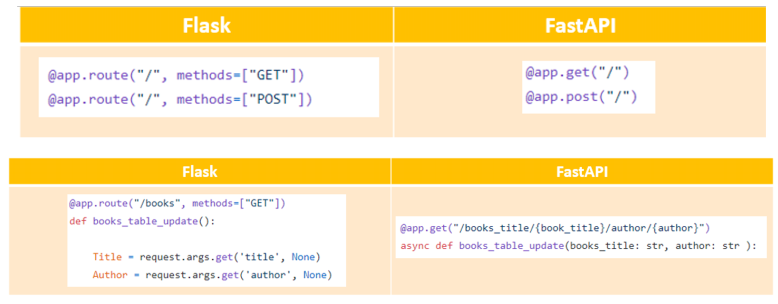 Flask
FastAPI
@app.route("/", methods=["GET"])
@app.route("/", methods=["POST"])
@app.get("/")
@app.post("/")
Flask
FastAPI
@app.route("/books", methods=["GET"])
def books_table_update():
Title = request.args.get('title', None)
Author = request.args.get('author', None)
@app.get("/books_title/{book_title}/author/{author}")
async def books_table_update(books_title: str, author: str ):